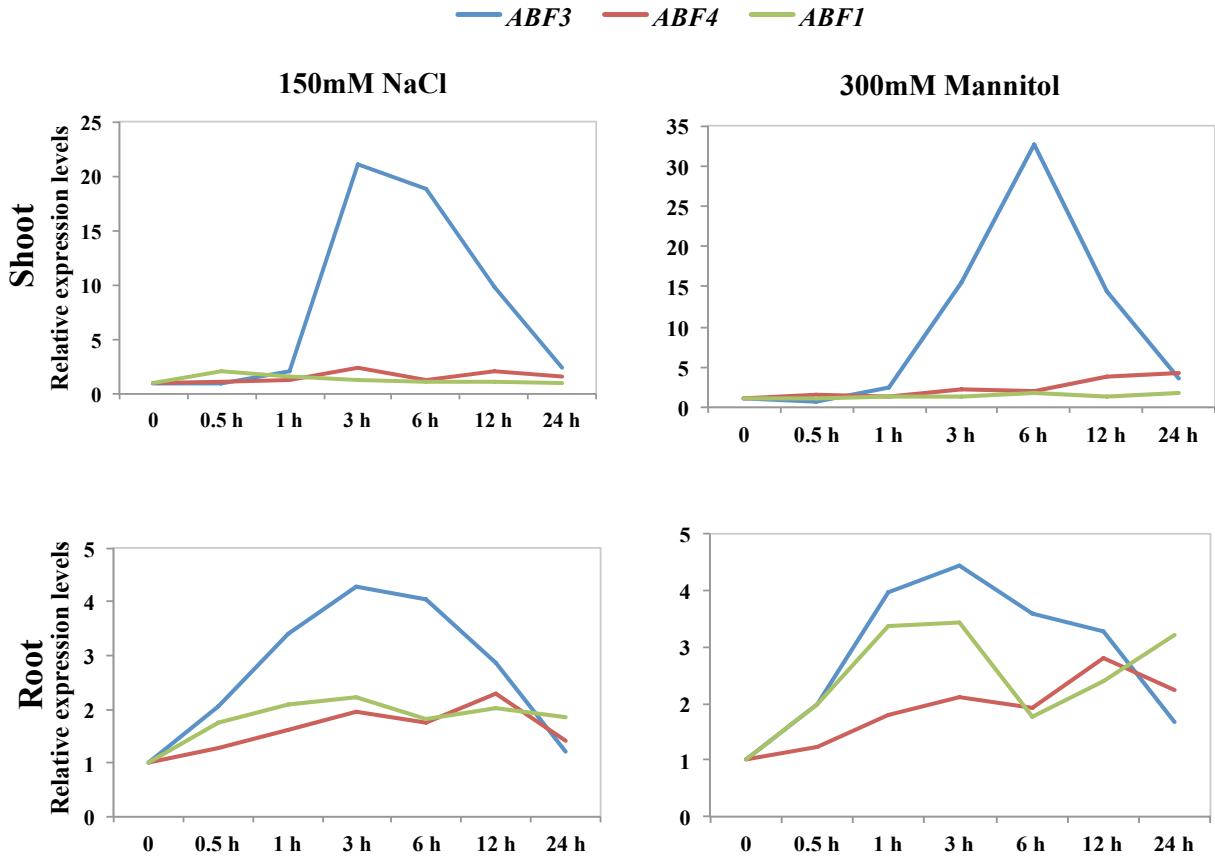 ABF3 ABF4 ABF1
150mM NaCl
300mM Mannitol
Shoot
Relative expression levels
25
20
15
10
5
0
0 0.5 h 1 h 3 h 6 h 12 h 24 h
35
30
25
20
15
10
5
0
0 0.5 h 1 h 3 h 6 h 12 h 24 h
Root
Relative expression levels
5
4
3
2
1
0
0 0.5 h 1 h 3 h 6 h 12 h 24 h
5
4
3
2
1
0
0 0.5 h 1 h 3 h 6 h 12 h 24 h